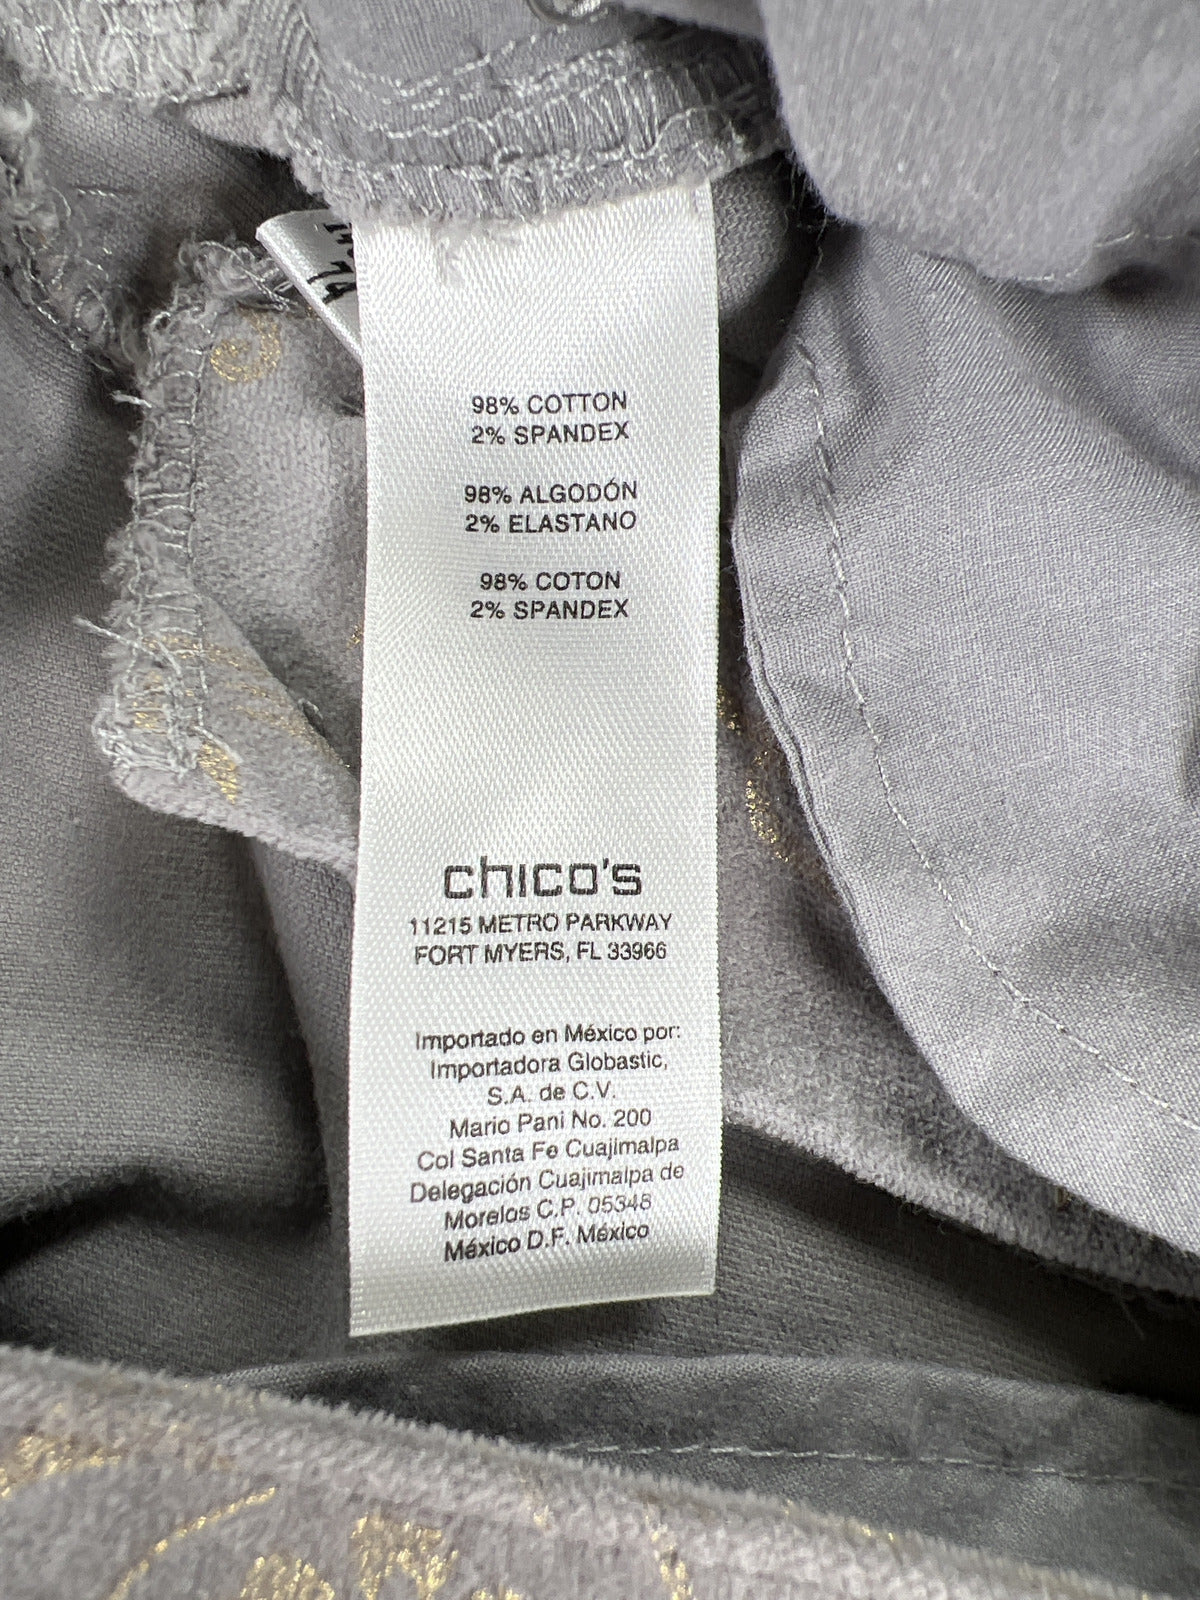 98% COTTON
2% SPANDEX
98% ALGODÓN
2% ELASTANO
98% COTON
2% SPANDEX
chico's
11215 METRO PARKWAY
FORT MYERS, FL 33966
Importado en México por:
Importadora Globastic,
S.A. de C.V.
Mario Pani No. 200
Col Santa Fe Cuajimalpa
Delegación Cuajimalpa de
Morelos C.P. 05348
México D.F. México